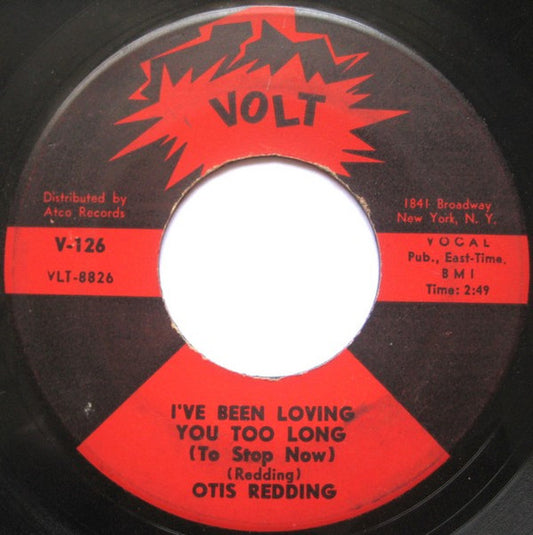 VOLT
Distributed by
Atco Records
1841 Broadway
New York, N. Y.
V-126
VLT-8826
VOCAL
Pub., East-Time,
BMI
Time: 2:49
I'VE BEEN LOVING
YOU TOO LONG
(To Stop Now)
(Redding)
OTIS REDDING